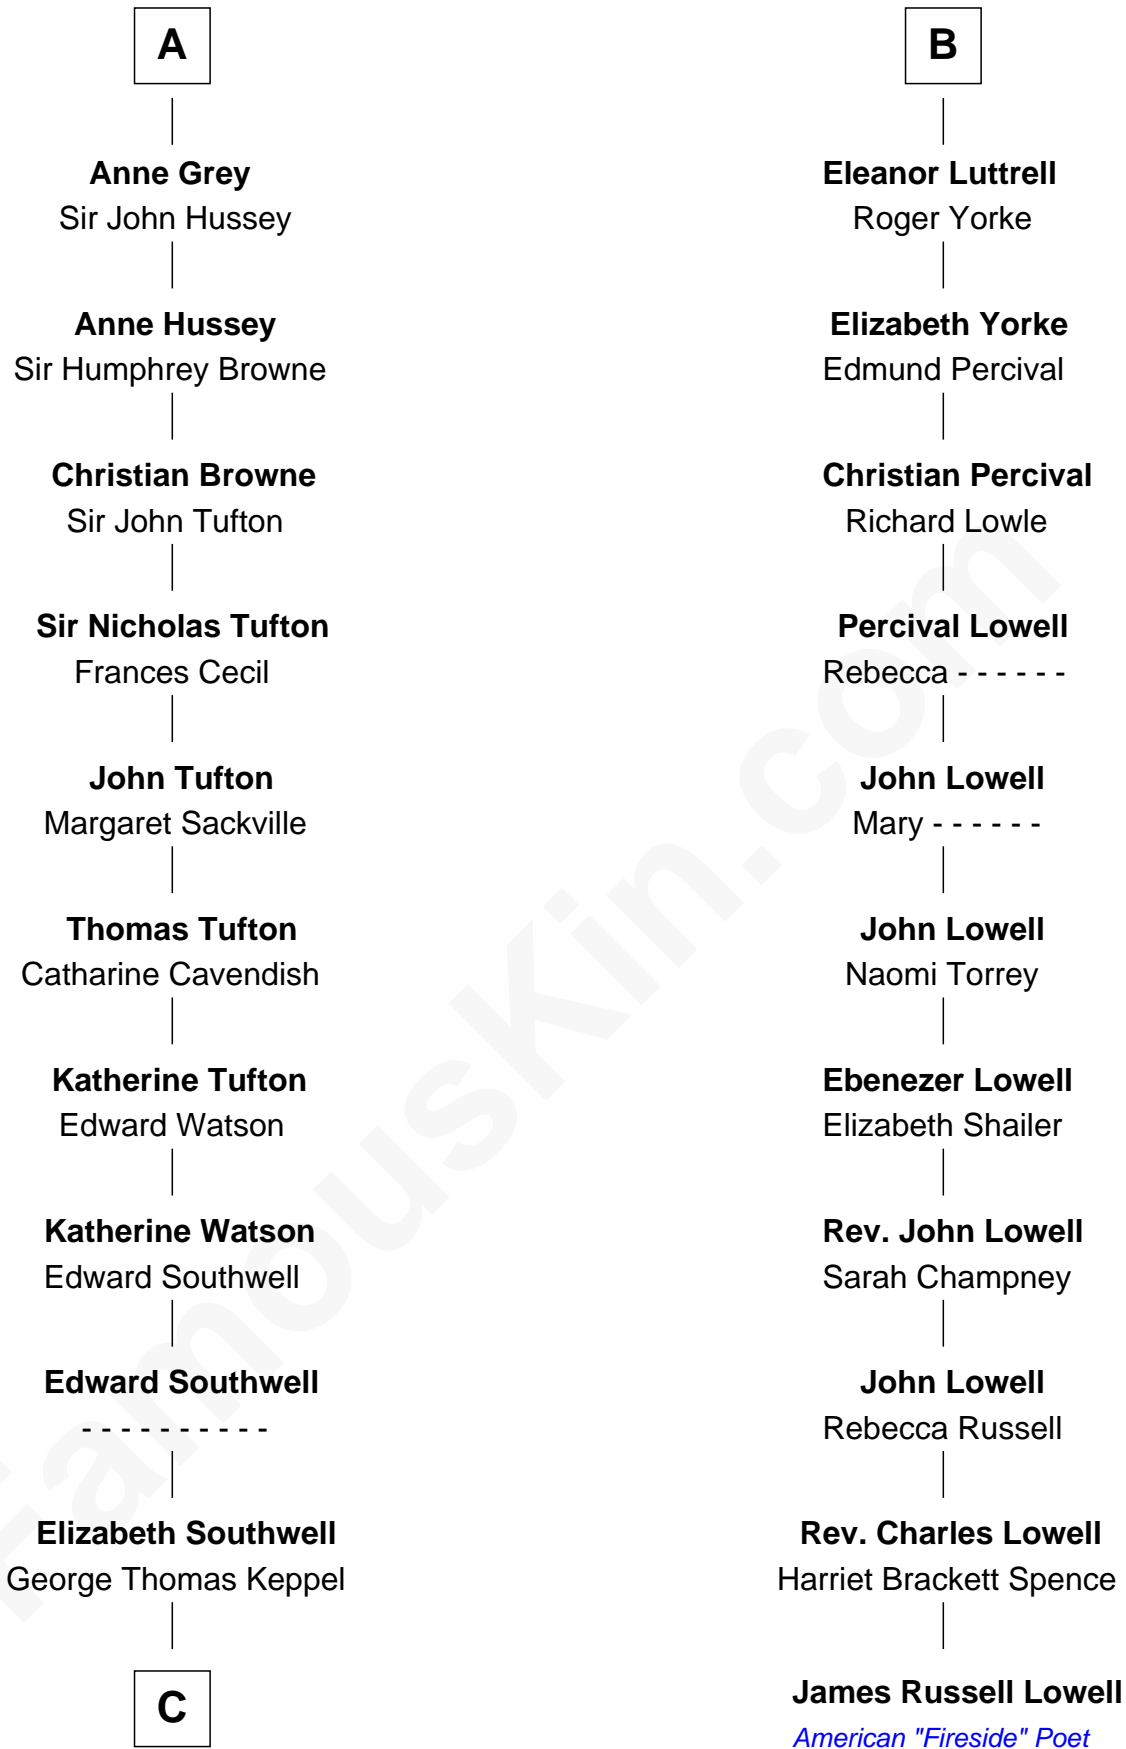 A
Anne Grey
Sir John Hussey
Anne Hussey
Sir Humphrey Browne
Christian Browne
Sir John Tufton
Sir Nicholas Tufton
Frances Cecil
John Tufton
Margaret Sackville
Thomas Tufton
Catharine Cavendish
Katherine Tufton
Edward Watson
Katherine Watson
Edward Southwell
Edward Southwell
- - - - - - - - - -
Elizabeth Southwell
George Thomas Keppel
C
B
Eleanor Luttrell
Roger Yorke
Elizabeth Yorke
Edmund Percival
Christian Percival
Richard Lowle
Percival Lowell
Rebecca - - - - - -
John Lowell
Mary - - - - - -
John Lowell
Naomi Torrey
Ebenezer Lowell
Elizabeth Shailer
Rev. John Lowell
Sarah Champney
John Lowell
Rebecca Russell
Rev. Charles Lowell
Harriet Brackett Spence
James Russell Lowell
American "Fireside" Poet
FamousKin.com